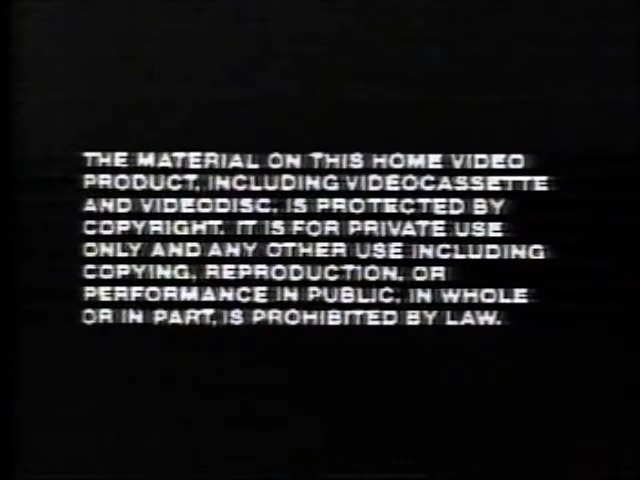 THE MATERIAL ON THIS HOME VIDEO
PRODUCT, INCLUDING VIDEOCASSETTE
AND VIDEODISC, IS PROTECTED BY
COPYRIGHT. IT IS FOR PRIVATE USE
ONLY AND ANY OTHER USE INCLUDING
COPYING, REPRODUCTION, OR
PERFORMANCE IN PUBLIC, IN WHOLE
OR IN PART, IS PROHIBITED BY LAW.